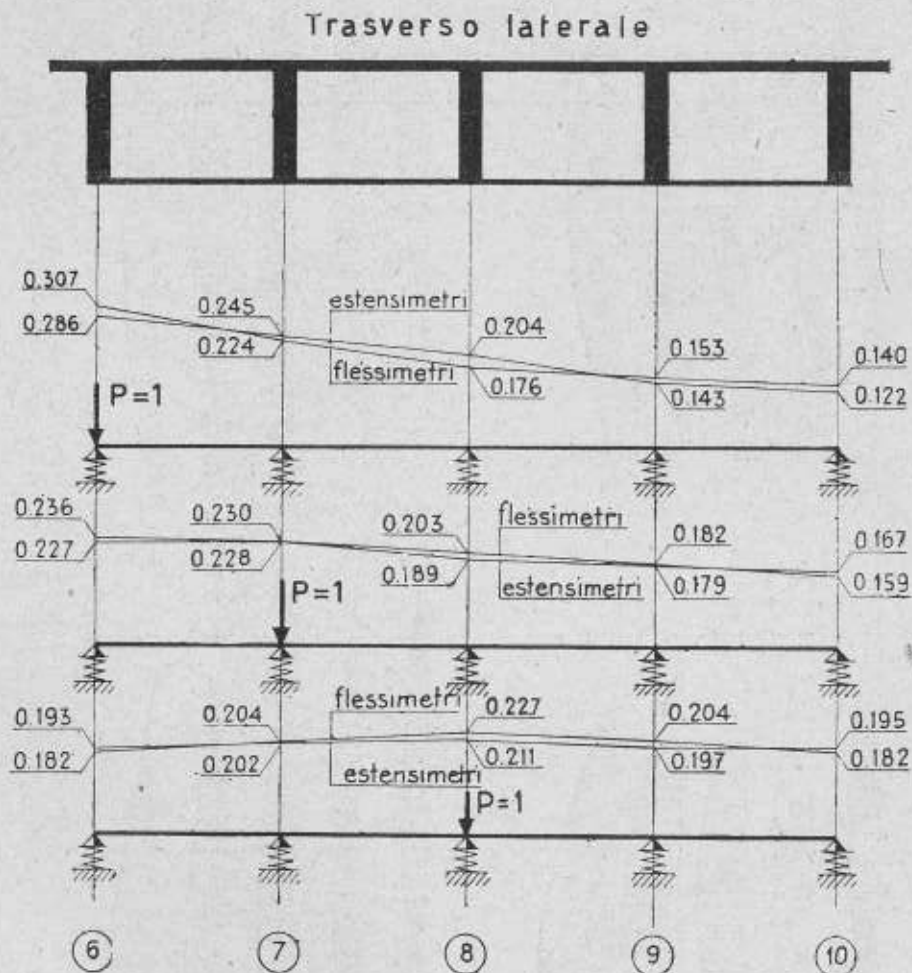 Trasverso laterale
0.307
0.245
estensimetri
0.204
0.286
0.224
flessimetri
0.176
0.153
0.143
0.140
0.122
P=1
0.236
0.230
0.203
flessimetri
0.182
0.167
0.227
0.228
0.189
estensimetri
0.179
0.159
P=1
0.193
0.204
flessimetri
0.227
0.204
0.195
0.182
0.202
estensimetri
0.211
0.197
0.182
P=1
6 7 8 9 10